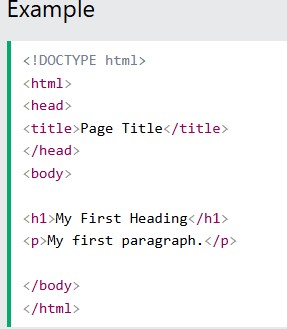 Example
<!DOCTYPE html>
<html>
<head>
<title>Page Title</title>
</head>
<body>
<h1>My First Heading</h1>
<p>My first paragraph.</p>
</body>
</html>